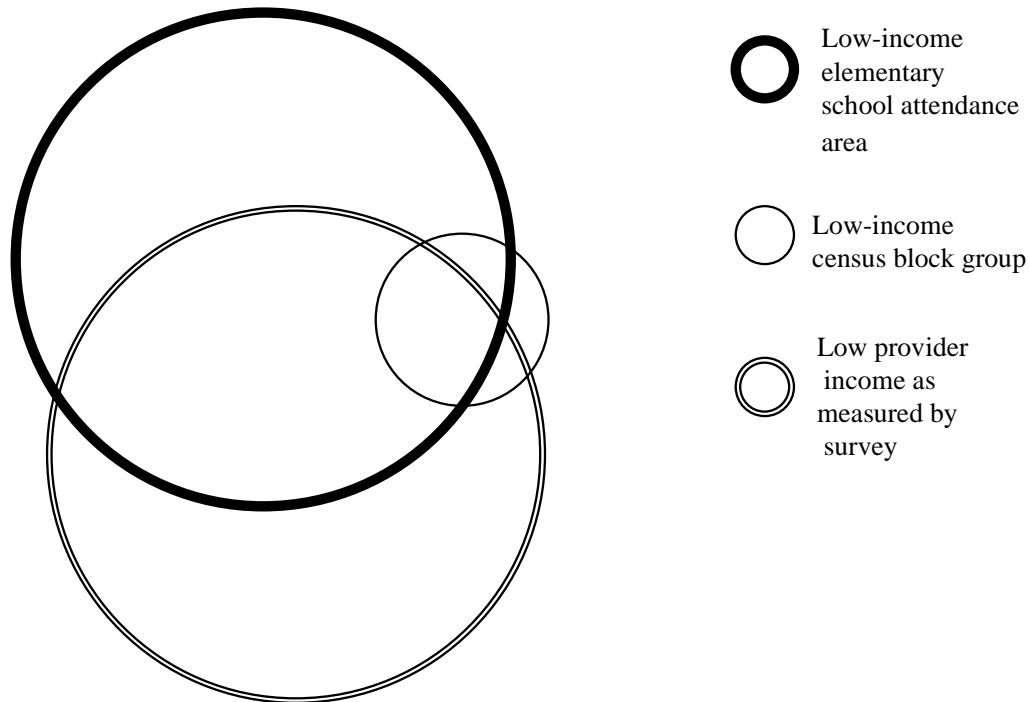 Low-income
elementary
school attendance
area
Low-income
census block group
Low provider
income as
measured by
survey